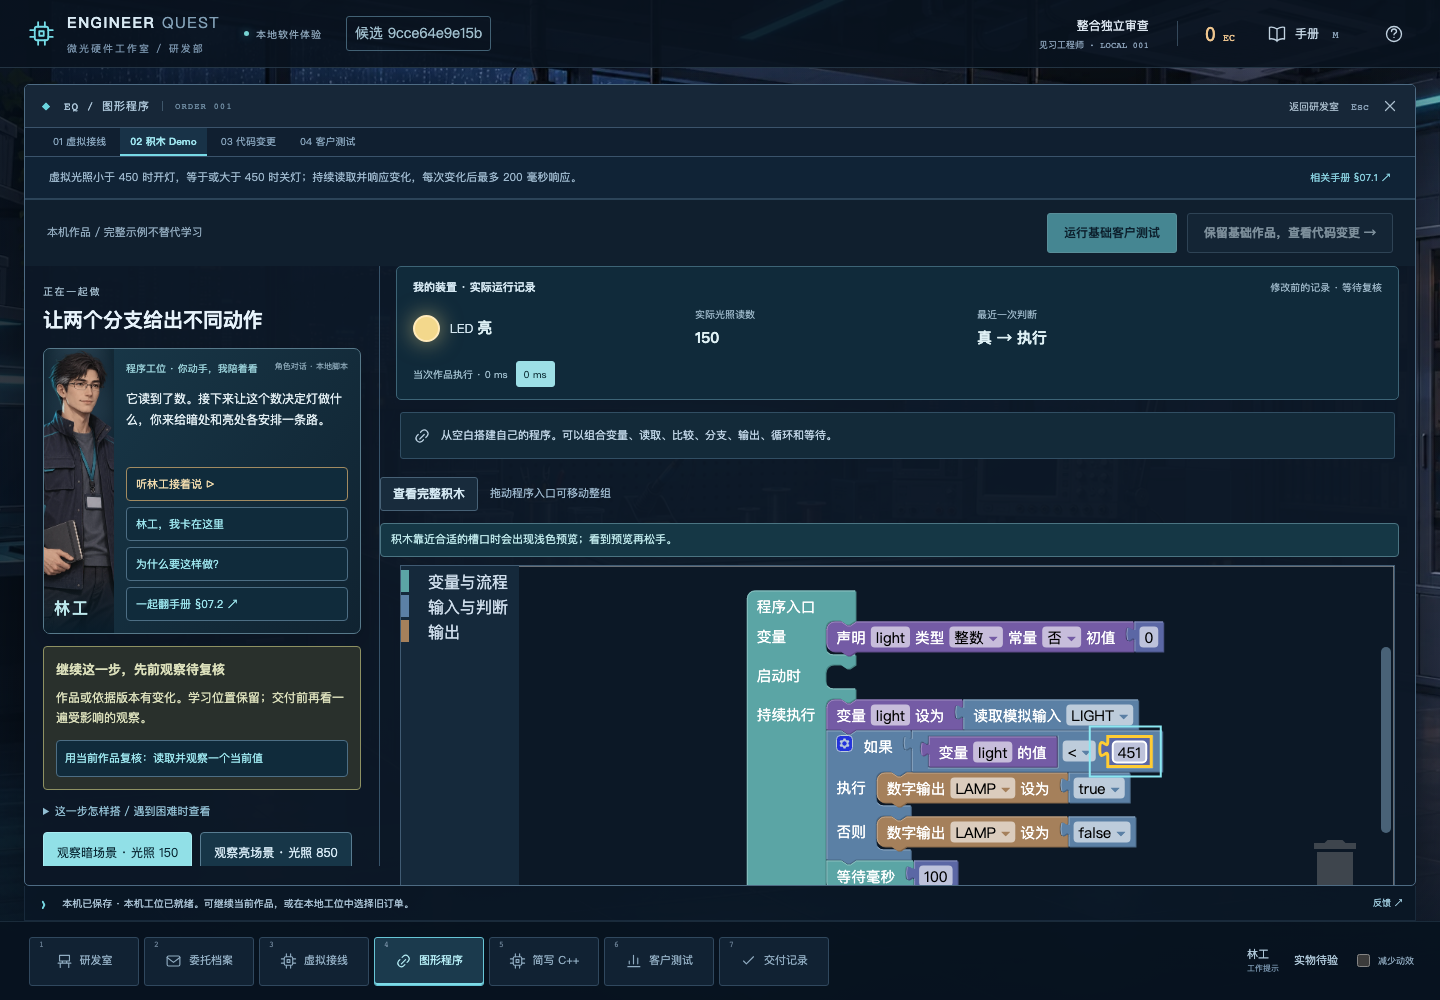 ENGINEER QUEST
微光硬件工作室 / 研发部
本地软件体验
候选 9cce64e9e15b
整合独立审查
见习工程师 · LOCAL 001
0 EC
手册 M
EQ / 图形程序 ORDER 001
返回研发室 Esc
01 虚拟接线 02 积木 Demo 03 代码变更 04 客户测试
虚拟光照小于 450 时开灯，等于或大于 450 时关灯；持续读取并响应变化，每次变化后最多 200 毫秒响应。
相关手册 §07.1 ↗
本机作品 / 完整示例不替代学习
运行基础客户测试
保留基础作品，查看代码变更 →
正在一起做
让两个分支给出不同动作
程序工位 · 你动手，我陪着看
角色对话 · 本地脚本
它读到了数。接下来让这个数决定灯做什
么，你来给暗处和亮处各安排一条路。
听林工接着说
林工，我卡在这里
为什么要这样做?
一起翻手册 §07.2 ↗
林工
继续这一步，先前观察待复核
作品或依据版本有变化。学习位置保留；交付前再看一
遍受影响的观察。
用当前作品复核：读取并观察一个当前值
这一步怎样搭 / 遇到困难时查看
观察暗场景 · 光照 150
观察亮场景 · 光照 850
我的装置 · 实际运行记录
修改前的记录 · 等待复核
LED 亮
实际光照读数
150
最近一次判断
真 → 执行
当次作品执行 · 0 ms
0 ms
从空白搭建自己的程序。可以组合变量、读取、比较、分支、输出、循环和等待。
查看完整积木
拖动程序入口可移动整组
积木靠近合适的槽口时会出现浅色预览；看到预览再松手。
变量与流程
输入与判断
输出
程序入口
变量 声明 light 类型 整数 常量 否 初值 0
启动时
持续执行 变量 light 设为 读取模拟输入 LIGHT
如果 变量 light 的值 < 451
执行 数字输出 LAMP 设为 true
否则 数字输出 LAMP 设为 false
等待毫秒 100
本机已保存 · 本机工位已就绪。可继续当前作品，或在本地工位中选择旧订单。
反馈 ↗
1 研发室
2 委托档案
3 虚拟接线
4 图形程序
5 简写 C++
6 客户测试
7 交付记录
林工
工作提示
实物待验
减少动效